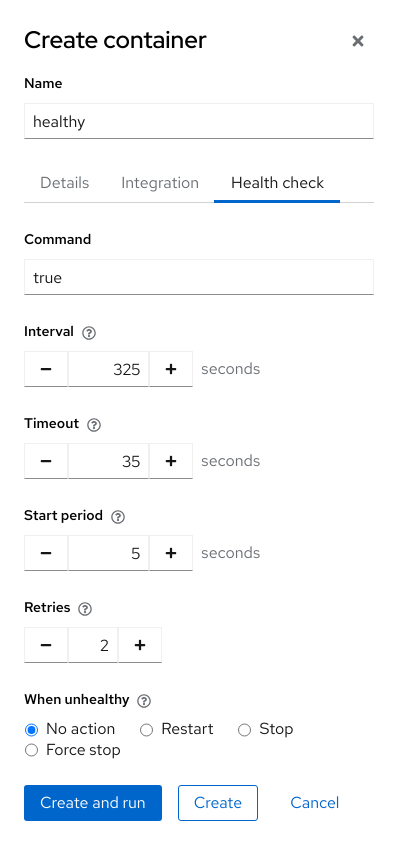 Create container
Name
healthy
Details Integration Health check
Command
true
Interval
− 325 + seconds
Timeout
− 35 + seconds
Start period
− 5 + seconds
Retries
− 2 +
When unhealthy
No action Restart Stop
Force stop
Create and run Create Cancel